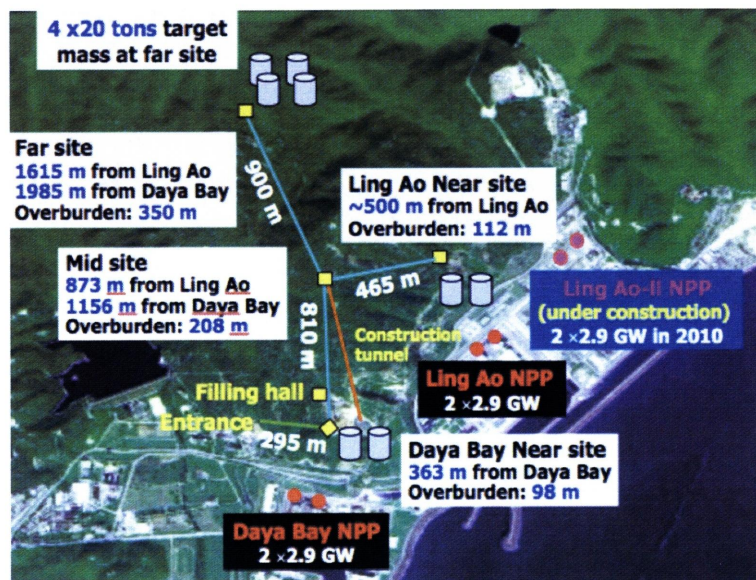 4 x20 tons target
mass at far site
Far site
1615 m from Ling Ao
1985 m from Daya Bay
Overburden: 350 m
900 m
Ling Ao Near site
~500 m from Ling Ao
Overburden: 112 m
Mid site
873 m from Ling Ao
1156 m from Daya Bay
Overburden: 208 m
465 m
810 m
Ling Ao-II NPP
(under construction)
2 ×2.9 GW in 2010
Construction
tunnel
Ling Ao NPP
2 ×2.9 GW
Filling hall
Entrance
295 m
Daya Bay Near site
363 m from Daya Bay
Overburden: 98 m
Daya Bay NPP
2 ×2.9 GW